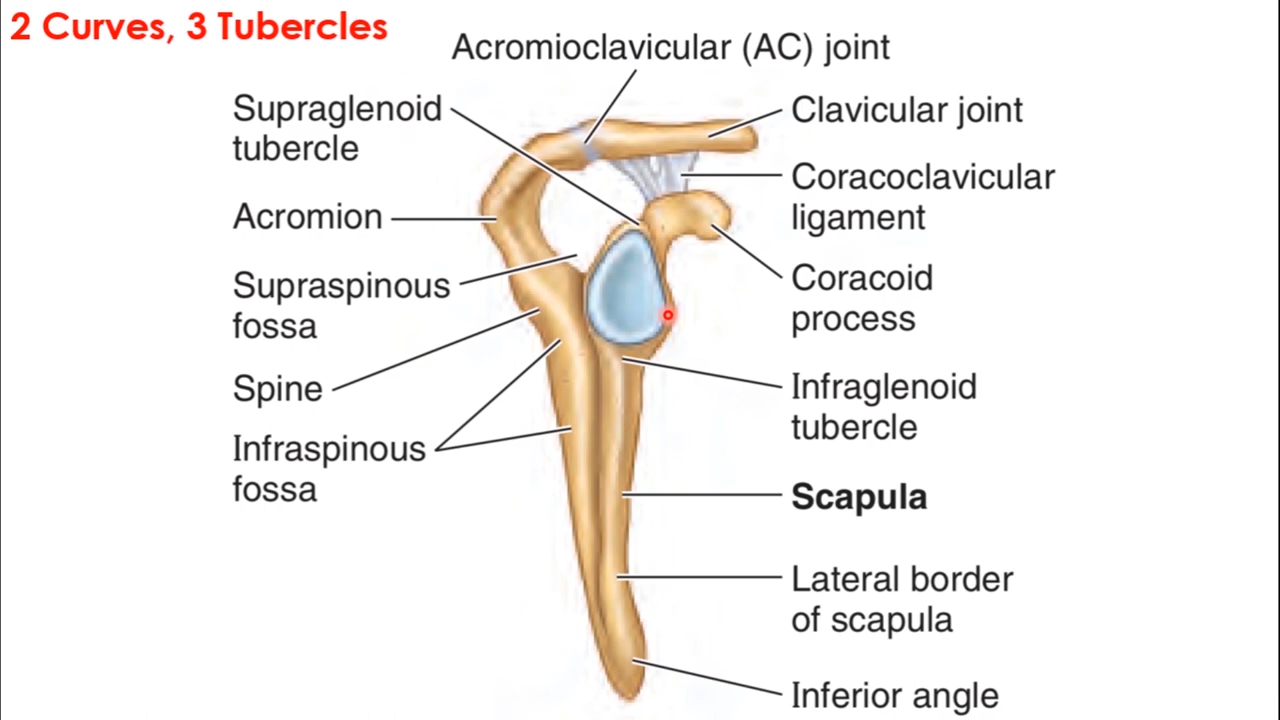 2 Curves, 3 Tubercles
Acromioclavicular (AC) joint
Supraglenoid
tubercle
Acromion
Supraspinous
fossa
Spine
Infraspinous
fossa
Clavicular joint
Coracoclavicular
ligament
Coracoid
process
Infraglenoid
tubercle
Scapula
Lateral border
of scapula
Inferior angle